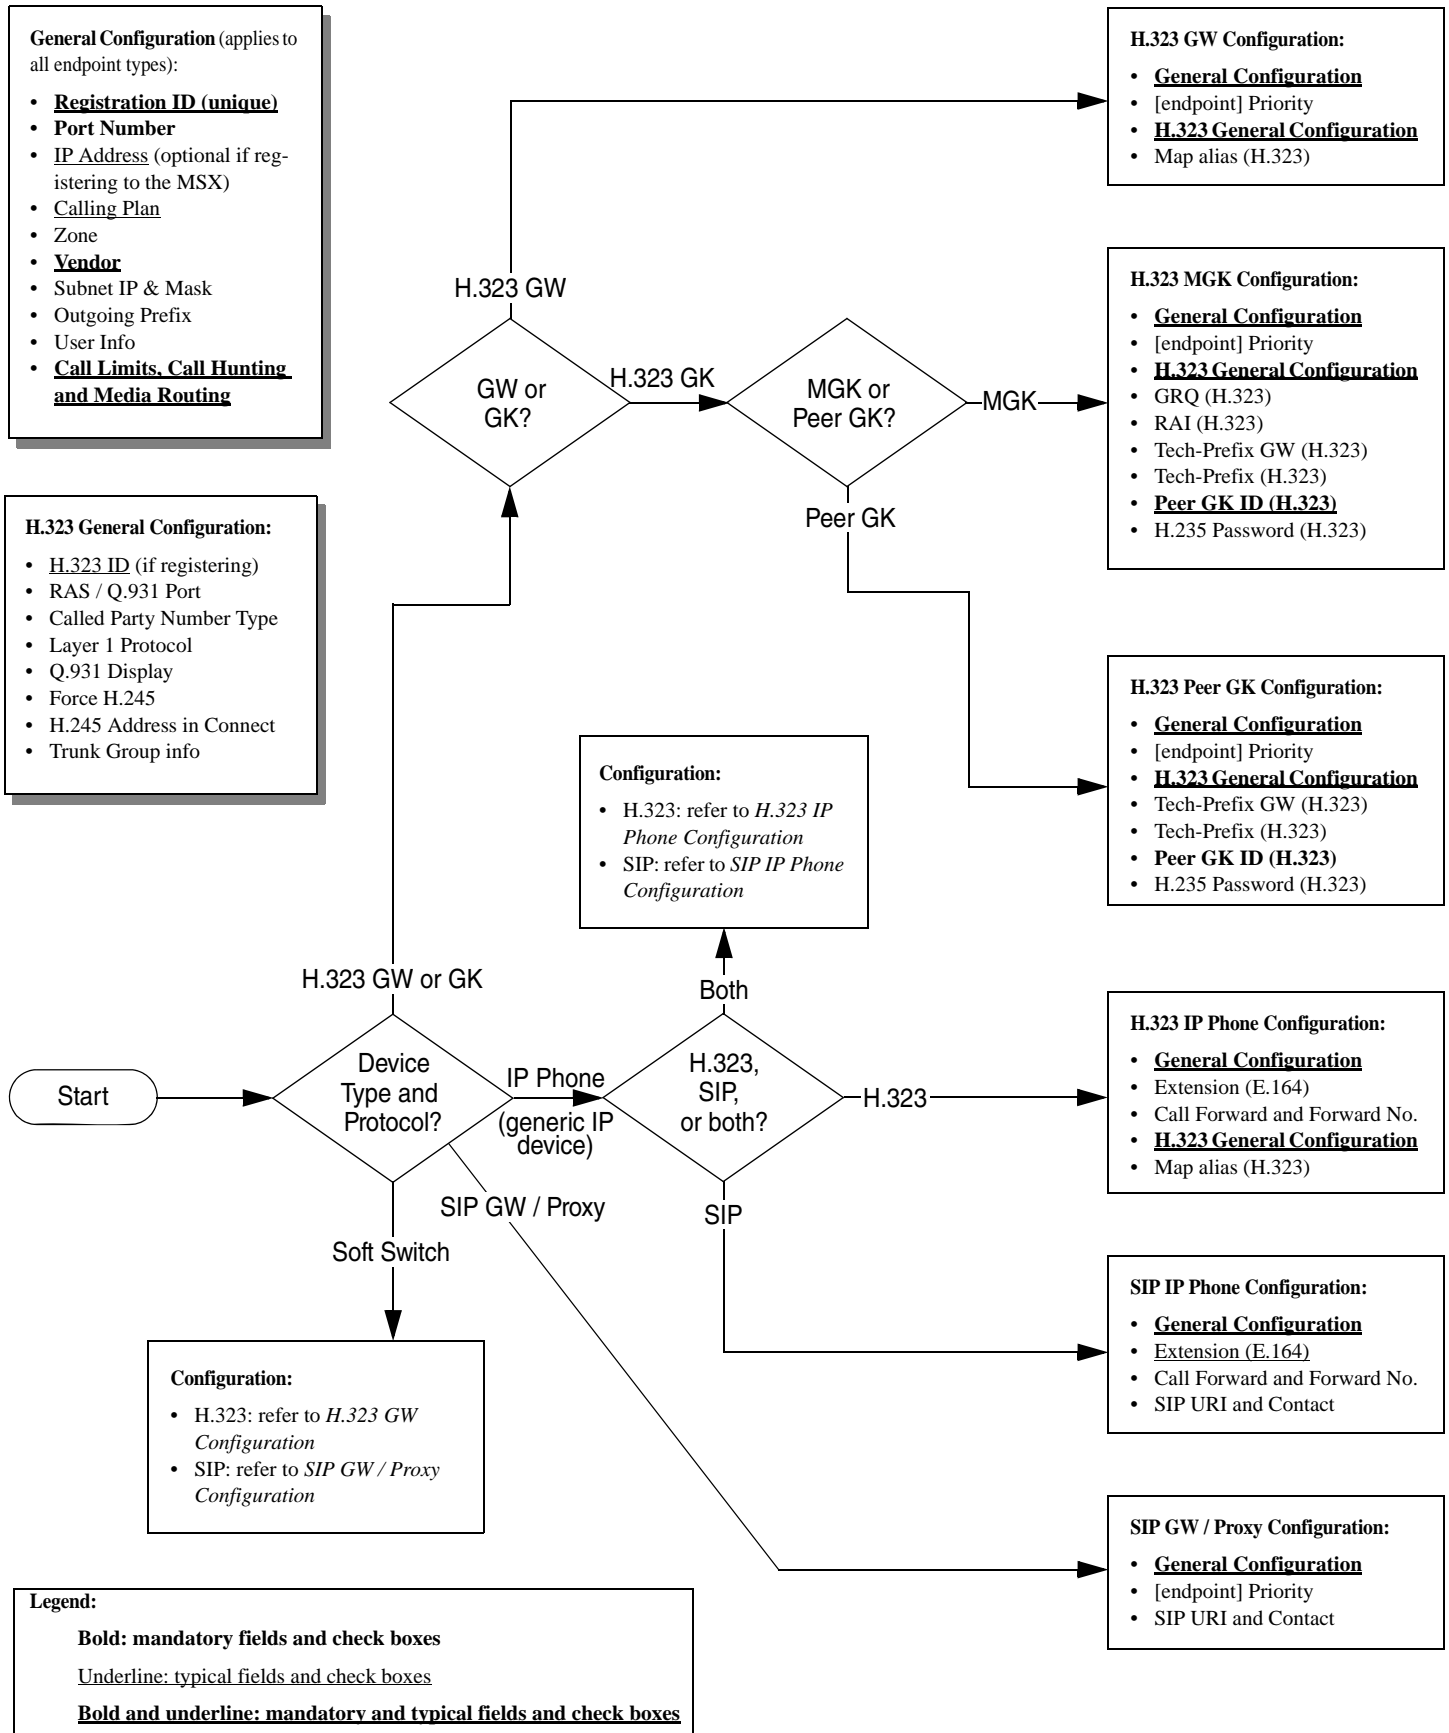 General Configuration (applies to
all endpoint types):
• Registration ID (unique)
• Port Number
• IP Address (optional if reg-
istering to the MSX)
• Calling Plan
• Zone
• Vendor
• Subnet IP & Mask
• Outgoing Prefix
• User Info
• Call Limits, Call Hunting
and Media Routing
H.323 General Configuration:
• H.323 ID (if registering)
• RAS / Q.931 Port
• Called Party Number Type
• Layer 1 Protocol
• Q.931 Display
• Force H.245
• H.245 Address in Connect
• Trunk Group info
Start
Device
Type and
Protocol?
H.323 GW or GK
GW or
GK?
H.323 GW
H.323 GK
MGK or
Peer GK?
MGK
Peer GK
IP Phone
(generic IP
device)
H.323,
SIP,
or both?
Both
H.323
SIP
SIP GW / Proxy
Soft Switch
Configuration:
• H.323: refer to H.323 IP
Phone Configuration
• SIP: refer to SIP IP Phone
Configuration
Configuration:
• H.323: refer to H.323 GW
Configuration
• SIP: refer to SIP GW / Proxy
Configuration
H.323 GW Configuration:
• General Configuration
• [endpoint] Priority
• H.323 General Configuration
• Map alias (H.323)
H.323 MGK Configuration:
• General Configuration
• [endpoint] Priority
• H.323 General Configuration
• GRQ (H.323)
• RAI (H.323)
• Tech-Prefix GW (H.323)
• Tech-Prefix (H.323)
• Peer GK ID (H.323)
• H.235 Password (H.323)
H.323 Peer GK Configuration:
• General Configuration
• [endpoint] Priority
• H.323 General Configuration
• Tech-Prefix GW (H.323)
• Tech-Prefix (H.323)
• Peer GK ID (H.323)
• H.235 Password (H.323)
H.323 IP Phone Configuration:
• General Configuration
• Extension (E.164)
• Call Forward and Forward No.
• H.323 General Configuration
• Map alias (H.323)
SIP IP Phone Configuration:
• General Configuration
• Extension (E.164)
• Call Forward and Forward No.
• SIP URI and Contact
SIP GW / Proxy Configuration:
• General Configuration
• [endpoint] Priority
• SIP URI and Contact
Legend:
Bold: mandatory fields and check boxes
Underline: typical fields and check boxes
Bold and underline: mandatory and typical fields and check boxes